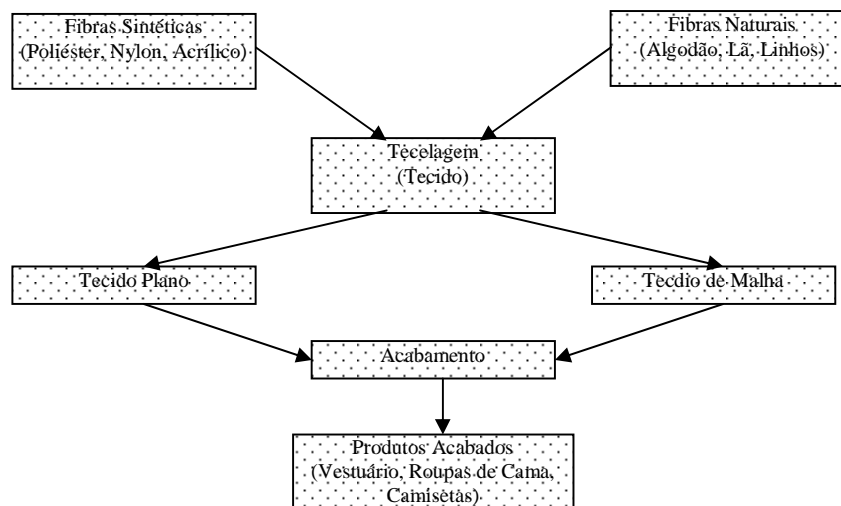 Fibras Sintéticas
(Poliéster, Nylon, Acrílico)
Fibras Naturais
(Algodão, Lã, Linhos)
Tecelagem
(Tecido)
Tecido Plano
Tecdio de Malha
Acabamento
Produtos Acabados
(Vestuário, Roupas de Cama,
Camisetas)